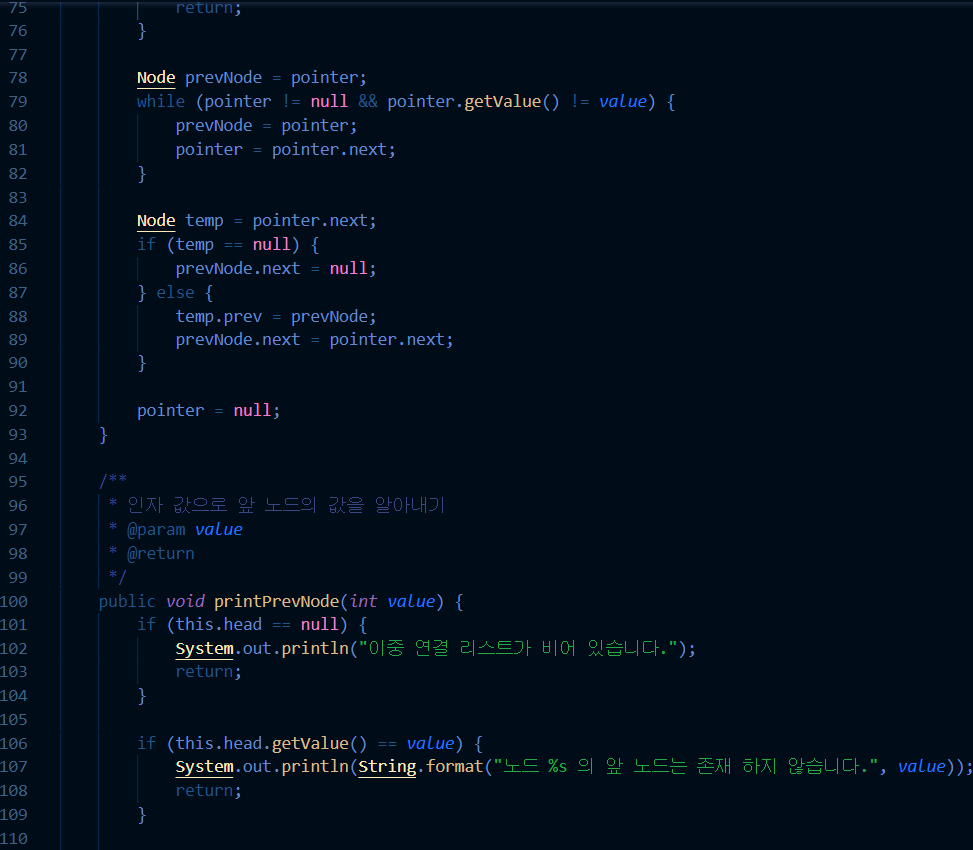 75 return;
76 }
77
78 Node prevNode = pointer;
79 while (pointer != null && pointer.getValue() != value) {
80 prevNode = pointer;
81 pointer = pointer.next;
82 }
83
84 Node temp = pointer.next;
85 if (temp == null) {
86 prevNode.next = null;
87 } else {
88 temp.prev = prevNode;
89 prevNode.next = pointer.next;
90 }
91
92 pointer = null;
93 }
94
95 /**
96 * 인자 값으로 앞 노드의 값을 알아내기
97 * @param value
98 * @return
99 */
100 public void printPrevNode(int value) {
101 if (this.head == null) {
102 System.out.println("이중 연결 리스트가 비어 있습니다.");
103 return;
104 }
105
106 if (this.head.getValue() == value) {
107 System.out.println(String.format("노드 %s 의 앞 노드는 존재 하지 않습니다.", value));
108 return;
109 }
110